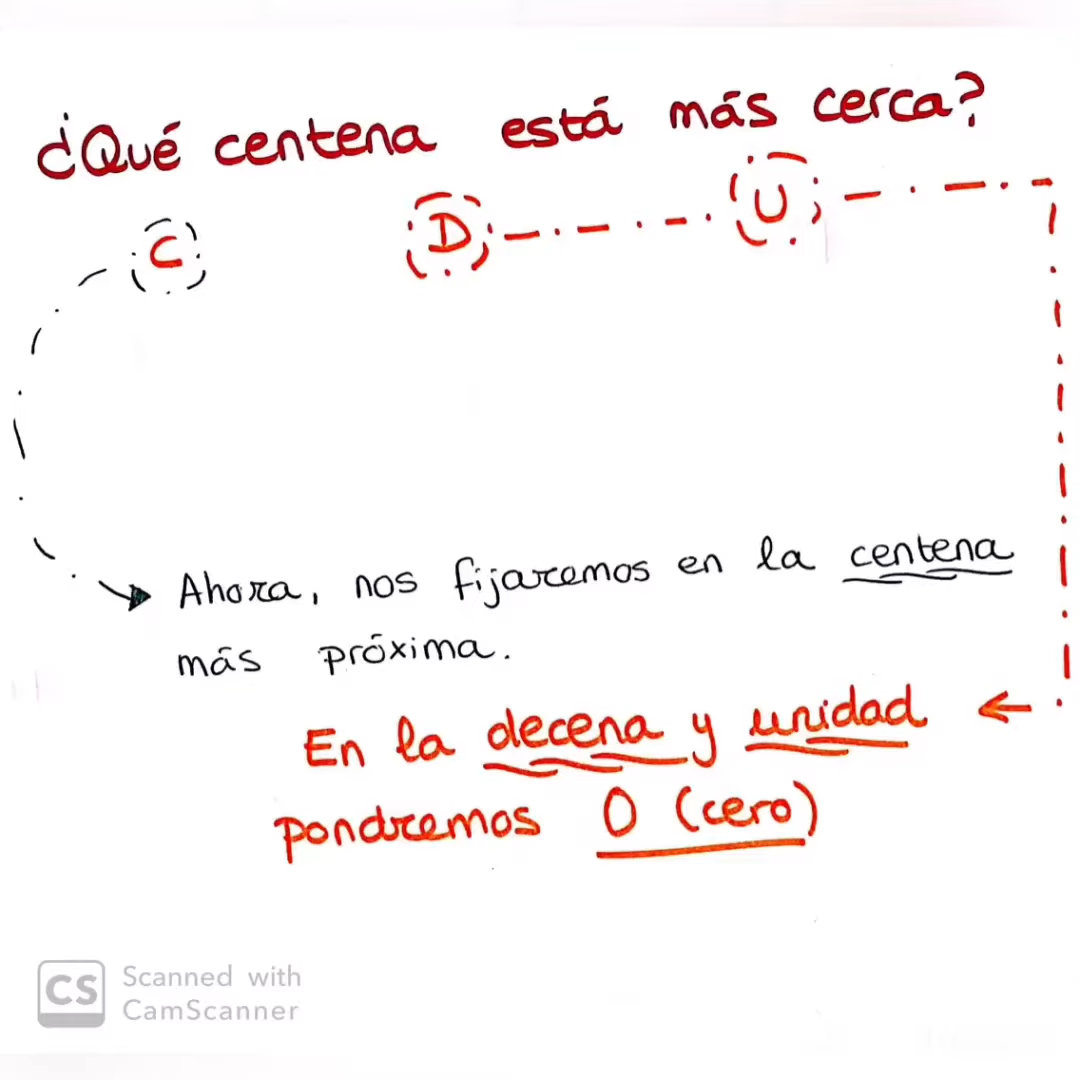 ¿Qué centena está más cerca?
C D U
Ahora, nos fijaremos en la centena
más próxima.
En la decena y unidad
pondremos 0 (cero)
CS Scanned with
CamScanner